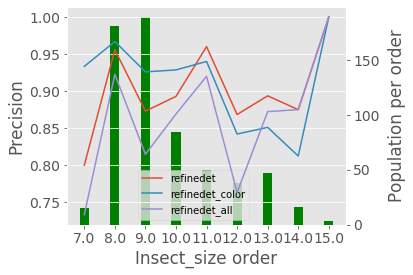 1.00
0.95
0.90
0.85
0.80
0.75
Precision
150
100
50
0
Population per order
refinedet
refinedet_color
refinedet_all
7.0 8.0 9.0 10.0 11.0 12.0 13.0 14.0 15.0
Insect_size order